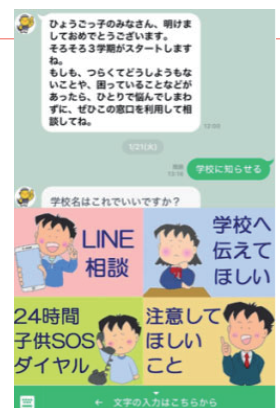 ひょうごっ子のみなさん、明けま
しておめでとうございます。
そろそろ3学期がスタートします
ね。
もしも、つらくてどうしようもな
いことや、困っていることなどが
あったら、ひとりで悩んでしまわ
ずに、ぜひこの窓口を利用して相
談してね。
1/21(火)
学校に知らせる
学校名はこれでいいですか?
LINE
相談
学校へ
伝えて
ほしい
24時間
子供SOS
ダイヤル
注意して
ほしい
こと
← 文字の入力はこちらから